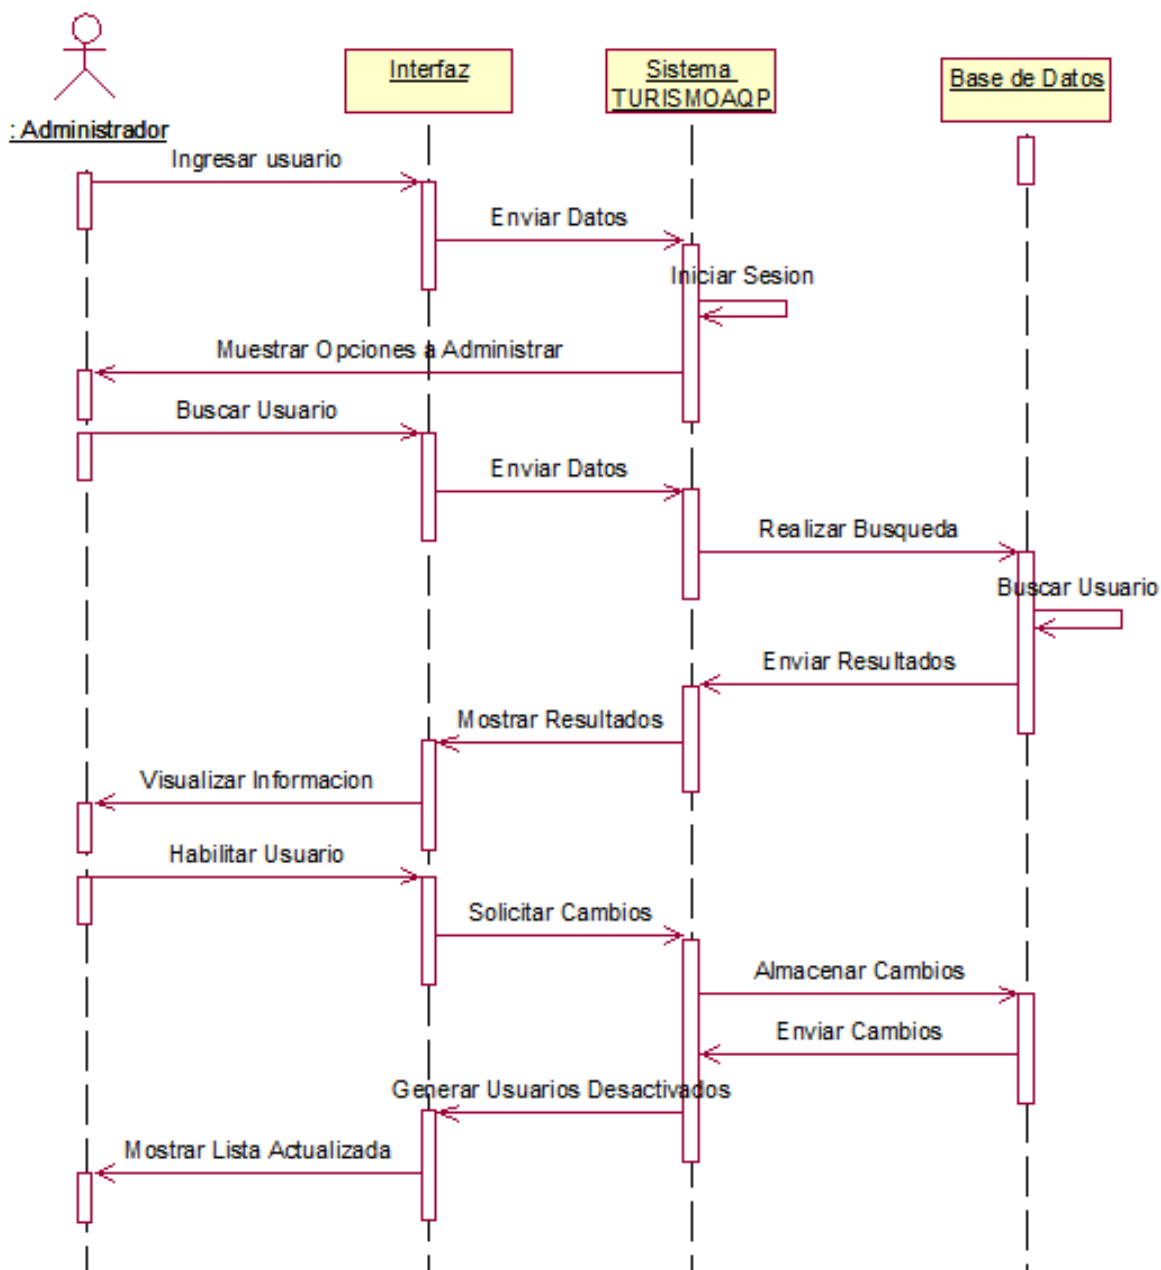 Interfaz
Sistema
TURISMOAQP
Base de Datos
: Administrador
Ingresar usuario
Enviar Datos
Iniciar Sesion
Muestrar Opciones a Administrar
Buscar Usuario
Enviar Datos
Realizar Busqueda
Buscar Usuario
Enviar Resultados
Mostrar Resultados
Visualizar Informacion
Habilitar Usuario
Solicitar Cambios
Almacenar Cambios
Enviar Cambios
Generar Usuarios Desactivados
Mostrar Lista Actualizada